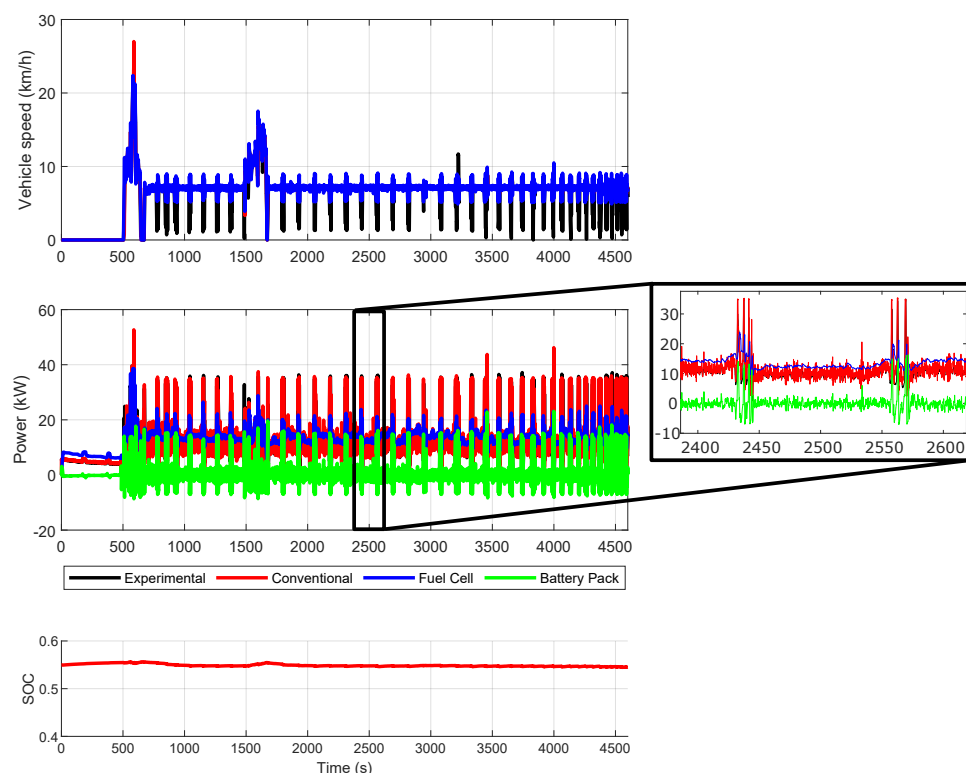 30
20
10
0
Vehicle speed (km/h)
0 500 1000 1500 2000 2500 3000 3500 4000 4500
60
40
20
0
-20
Power (kW)
0 500 1000 1500 2000 2500 3000 3500 4000 4500
30
20
10
0
-10
2400 2450 2500 2550 2600
Experimental Conventional Fuel Cell Battery Pack
0.6
0.5
0.4
SOC
0 500 1000 1500 2000 2500 3000 3500 4000 4500
Time (s)